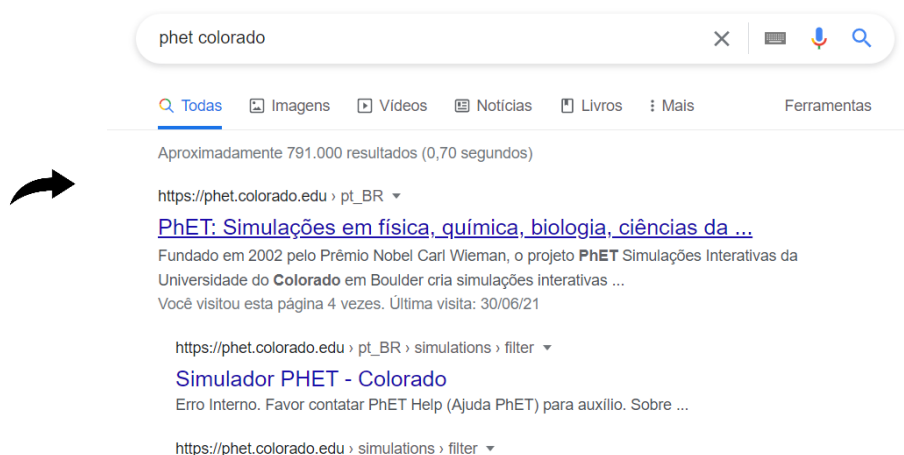 phet colorado
Todas Imagens Vídeos Notícias Livros Mais Ferramentas
Aproximadamente 791.000 resultados (0,70 segundos)
https://phet.colorado.edu › pt_BR
PhET: Simulações em física, química, biologia, ciências da ...
Fundado em 2002 pelo Prêmio Nobel Carl Wieman, o projeto PhET Simulações Interativas da
Universidade do Colorado em Boulder cria simulações interativas ...
Você visitou esta página 4 vezes. Última visita: 30/06/21
https://phet.colorado.edu › pt_BR › simulations › filter
Simulador PHET - Colorado
Erro Interno. Favor contatar PhET Help (Ajuda PhET) para auxílio. Sobre ...
https://phet.colorado.edu › simulations › filter